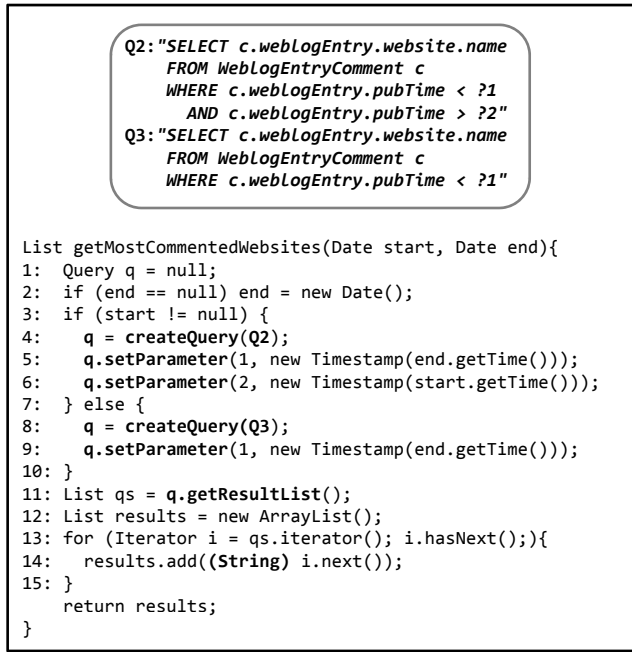 Q2:"SELECT c.weblogEntry.website.name
FROM WeblogEntryComment c
WHERE c.weblogEntry.pubTime < ?1
AND c.weblogEntry.pubTime > ?2"
Q3:"SELECT c.weblogEntry.website.name
FROM WeblogEntryComment c
WHERE c.weblogEntry.pubTime < ?1"
List getMostCommentedWebsites(Date start, Date end){
1: Query q = null;
2: if (end == null) end = new Date();
3: if (start != null) {
4: q = createQuery(Q2);
5: q.setParameter(1, new Timestamp(end.getTime()));
6: q.setParameter(2, new Timestamp(start.getTime()));
7: } else {
8: q = createQuery(Q3);
9: q.setParameter(1, new Timestamp(end.getTime()));
10: }
11: List qs = q.getResultList();
12: List results = new ArrayList();
13: for (Iterator i = qs.iterator(); i.hasNext();){
14: results.add((String) i.next());
15: }
return results;
}